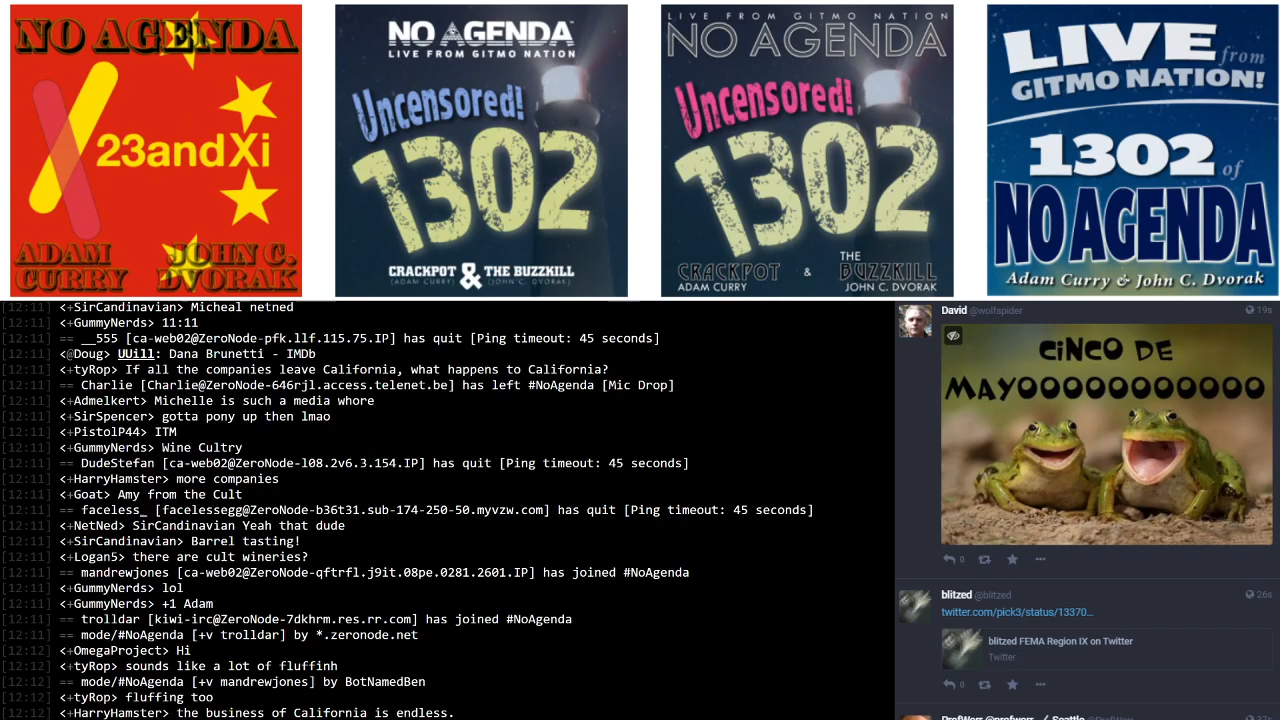 NO AGENDA
23andXi
ADAM CURRY
JOHN C. DVORAK
NO AGENDA
LIVE FROM GITMO NATION
Uncensored!
1302
CRACKPOT & THE BUZZKILL
[ADAM CURRY] [JOHN C. DVORAK]
LIVE FROM GITMO NATION
NO AGENDA
Uncensored!
1302
CRACKPOT & THE BUZZKILL
ADAM CURRY JOHN C. DVORAK
LIVE from
GITMO NATION!
1302 of
NO AGENDA
Adam Curry & John C. Dvorak
[12:11] <+SirCandinavian> Micheal netned
[12:11] <+GummyNerds> 11:11
[12:11] == __555 [ca-web02@ZeroNode-pfk.llf.115.75.IP] has quit [Ping timeout: 45 seconds]
[12:11] <@Doug> UUill: Dana Brunetti - IMDb
[12:11] <+tyRop> If all the companies leave California, what happens to California?
[12:11] == Charlie [Charlie@ZeroNode-646rjl.access.telenet.be] has left #NoAgenda [Mic Drop]
[12:11] <+Admelkert> Michelle is such a media whore
[12:11] <+SirSpencer> gotta pony up then lmao
[12:11] <+PistolP44> ITM
[12:11] <+GummyNerds> Wine Cultry
[12:11] == DudeStefan [ca-web02@ZeroNode-l08.2v6.3.154.IP] has quit [Ping timeout: 45 seconds]
[12:11] <+HarryHamster> more companies
[12:11] <+Goat> Amy from the Cult
[12:11] == faceless_ [facelessegg@ZeroNode-b36t31.sub-174-250-50.myvzw.com] has quit [Ping timeout: 45 seconds]
[12:11] <+NetNed> SirCandinavian Yeah that dude
[12:11] <+SirCandinavian> Barrel tasting!
[12:11] <+Logan5> there are cult wineries?
[12:11] == mandrewjones [ca-web02@ZeroNode-qftrfl.j9it.08pe.0281.2601.IP] has joined #NoAgenda
[12:11] <+GummyNerds> lol
[12:11] <+GummyNerds> +1 Adam
[12:11] == trolldar [kiwi-irc@ZeroNode-7dkhrm.res.rr.com] has joined #NoAgenda
[12:11] == mode/#NoAgenda [+v trolldar] by *.zeronode.net
[12:12] <+OmegaProject> Hi
[12:12] <+tyRop> sounds like a lot of fluffinh
[12:12] == mode/#NoAgenda [+v mandrewjones] by BotNamedBen
[12:12] <+tyRop> fluffing too
[12:12] <+HarryHamster> the business of California is endless.
David @wolfspider 19s
CiNCO DE
MAYOOOOOOOOOOO
0
blitzed @blitzed 26s
twitter.com/pick3/status/13370...
blitzed FEMA Region IX on Twitter
Twitter
0